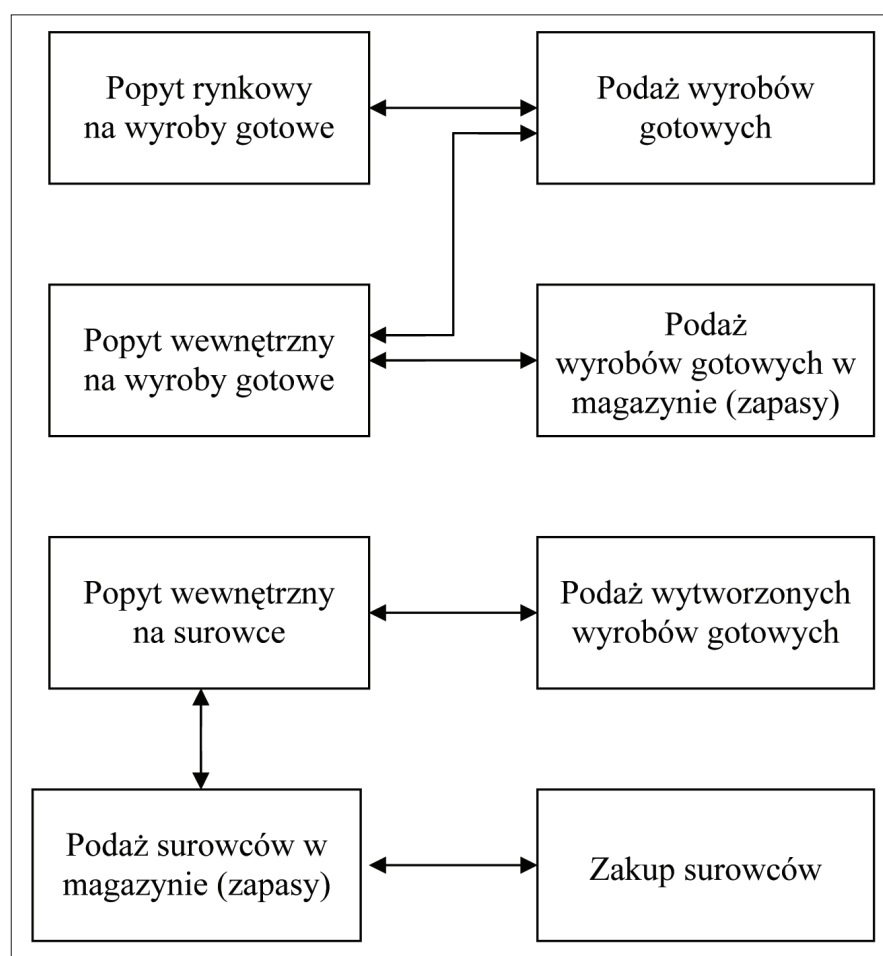 Popyt rynkowy
na wyroby gotowe
Podaż wyrobów
gotowych
Popyt wewnętrzny
na wyroby gotowe
Podaż
wyrobów gotowych w
magazynie (zapasy)
Popyt wewnętrzny
na surowce
Podaż wytworzonych
wyrobów gotowych
Podaż surowców w
magazynie (zapasy)
Zakup surowców